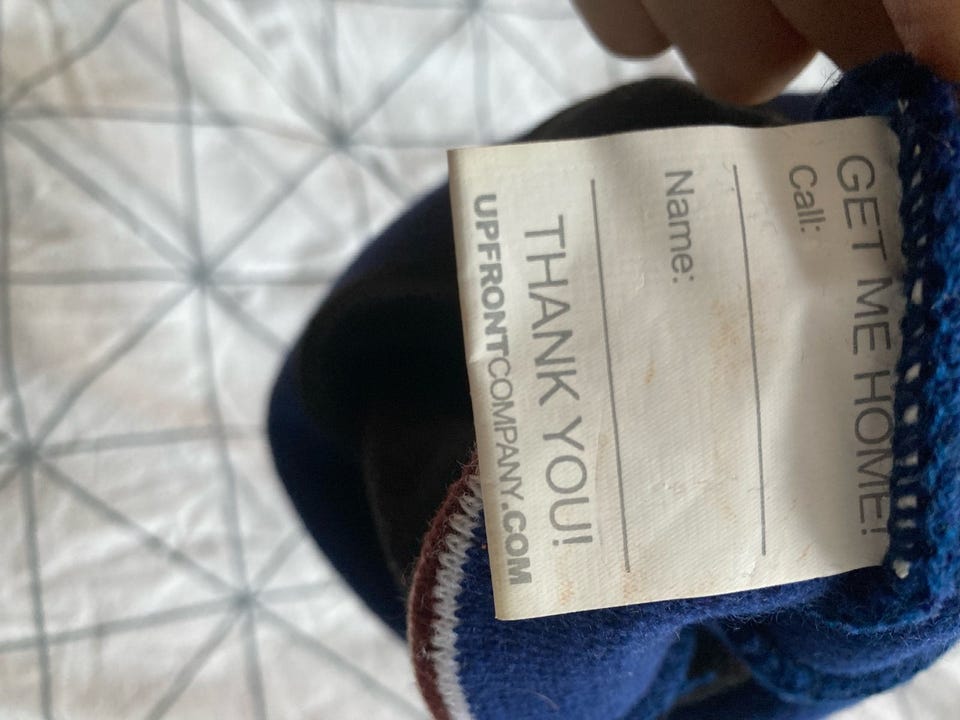 GET ME HOME!
Call:
Name:
THANK YOU!
UPFRONTCOMPANY.COM